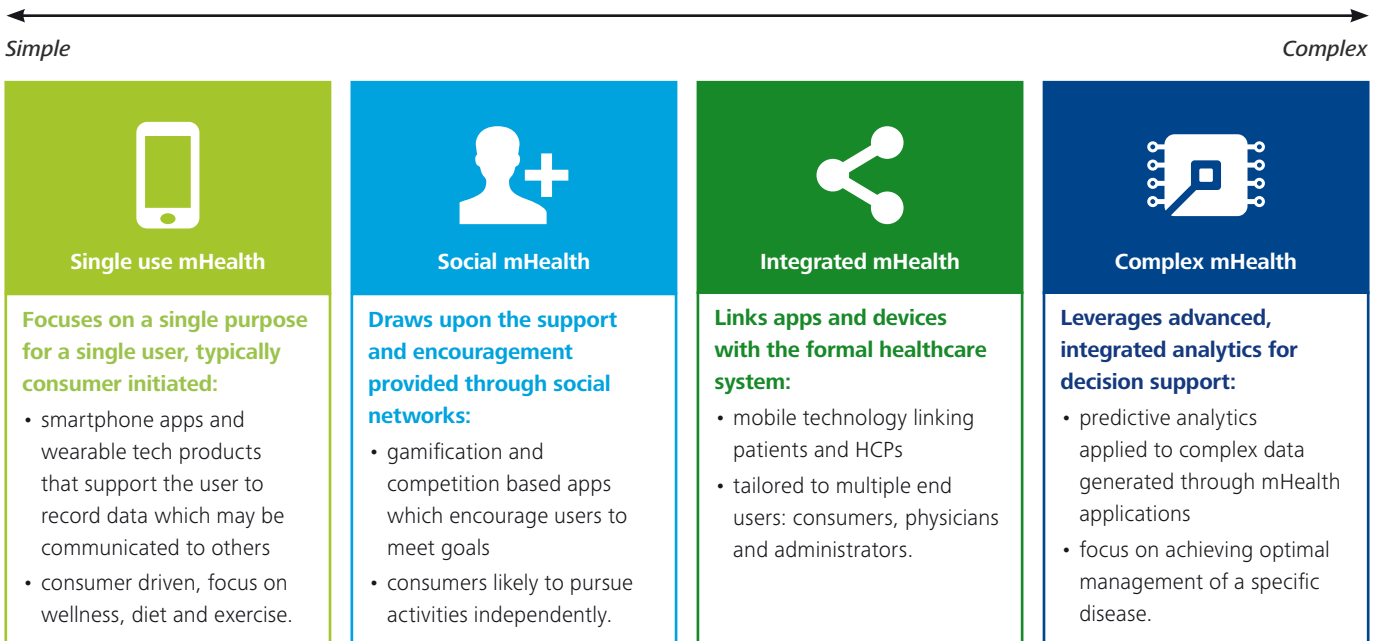 Simple
Complex
Single use mHealth
Focuses on a single purpose
for a single user, typically
consumer initiated:
• smartphone apps and
wearable tech products
that support the user to
record data which may be
communicated to others
• consumer driven, focus on
wellness, diet and exercise.
Social mHealth
Draws upon the support
and encouragement
provided through social
networks:
• gamification and
competition based apps
which encourage users to
meet goals
• consumers likely to pursue
activities independently.
Integrated mHealth
Links apps and devices
with the formal healthcare
system:
• mobile technology linking
patients and HCPs
• tailored to multiple end
users: consumers, physicians
and administrators.
Complex mHealth
Leverages advanced,
integrated analytics for
decision support:
• predictive analytics
applied to complex data
generated through mHealth
applications
• focus on achieving optimal
management of a specific
disease.